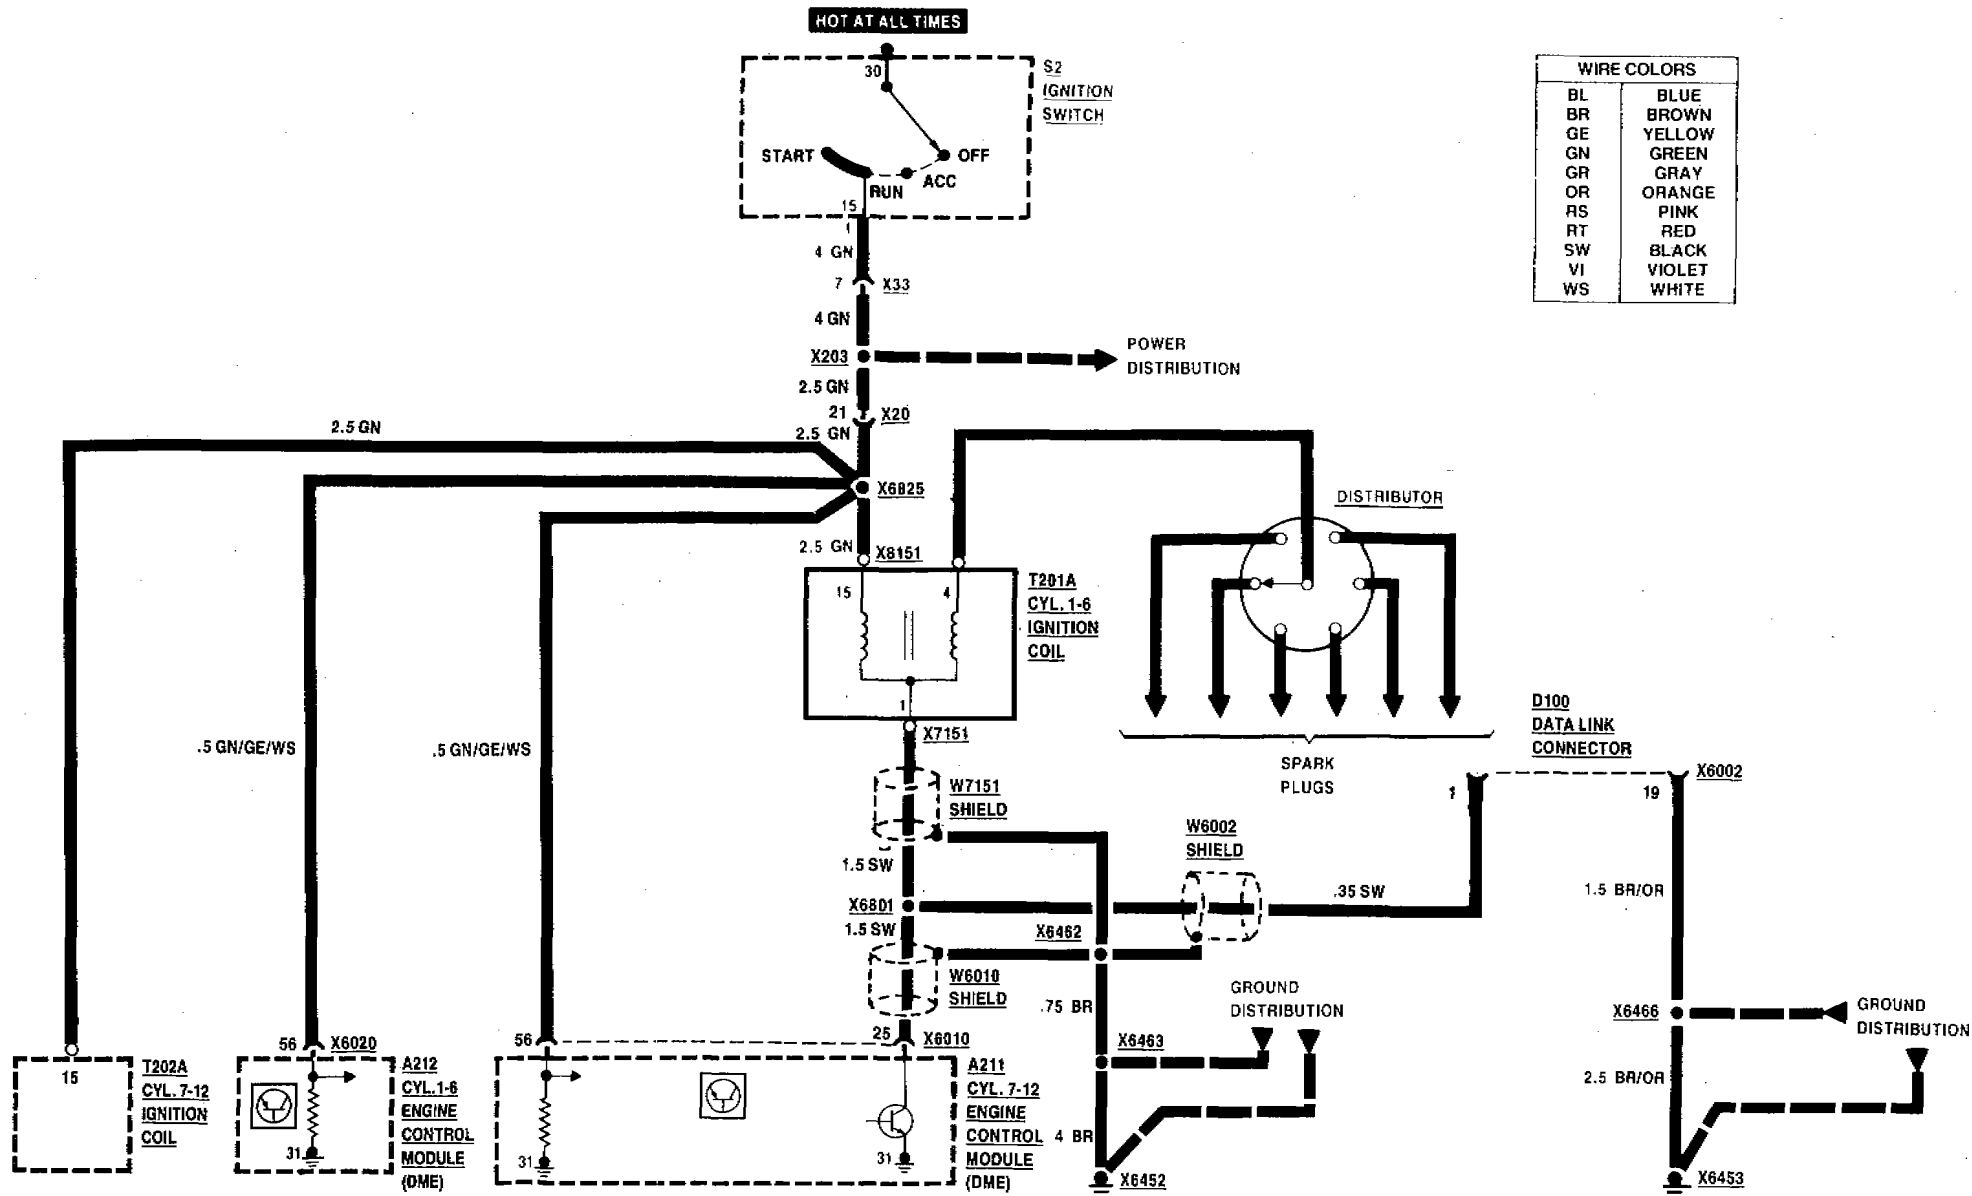 HOT AT ALL TIMES
30
S2
IGNITION
SWITCH
START
OFF
ACC
RUN
15
1
4 GN
7
X33
4 GN
X203
POWER
DISTRIBUTION
2.5 GN
21
X20
2.5 GN
2.5 GN
X6825
2.5 GN
X8151
WIRE COLORS
BL BLUE
BR BROWN
GE YELLOW
GN GREEN
GR GRAY
OR ORANGE
RS PINK
RT RED
SW BLACK
VI VIOLET
WS WHITE
DISTRIBUTOR
15
4
1
T201A
CYL. 1-6
IGNITION
COIL
.5 GN/GE/WS
.5 GN/GE/WS
X7151
SPARK
PLUGS
D100
DATA LINK
CONNECTOR
1
19
X6002
W7151
SHIELD
1.5 SW
W6002
SHIELD
.35 SW
1.5 BR/OR
X6801
1.5 SW
X6462
W6010
SHIELD
.75 BR
GROUND
DISTRIBUTION
X6466
GROUND
DISTRIBUTION
56
X6020
56
25
X6010
X6463
15
T202A
CYL. 7-12
IGNITION
COIL
31
A212
CYL.1-6
ENGINE
CONTROL
MODULE
(DME)
31
31
A211
CYL. 7-12
ENGINE
CONTROL
MODULE
(DME)
4 BR
X6452
2.5 BR/OR
X6453